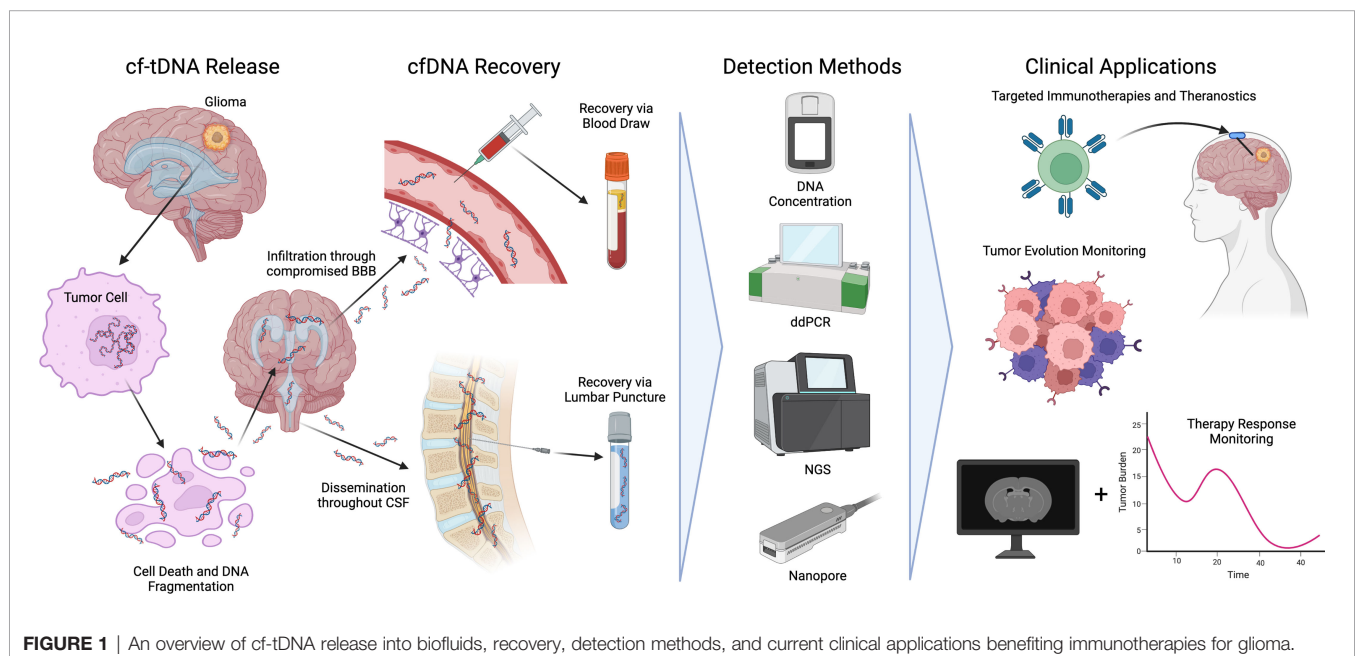 cf-tDNA Release
Glioma
Tumor Cell
Cell Death and DNA
Fragmentation
Infiltration through
compromised BBB
Dissemination
throughout CSF
cfDNA Recovery
Recovery via
Blood Draw
Recovery via
Lumbar Puncture
Detection Methods
DNA
Concentration
ddPCR
NGS
Nanopore
Clinical Applications
Targeted Immunotherapies and Theranostics
Tumor Evolution Monitoring
+
Therapy Response
Monitoring
Tumor Burden
25
20
15
10
5
0
10
20
40
40
Time
FIGURE 1 | An overview of cf-tDNA release into biofluids, recovery, detection methods, and current clinical applications benefiting immunotherapies for glioma.